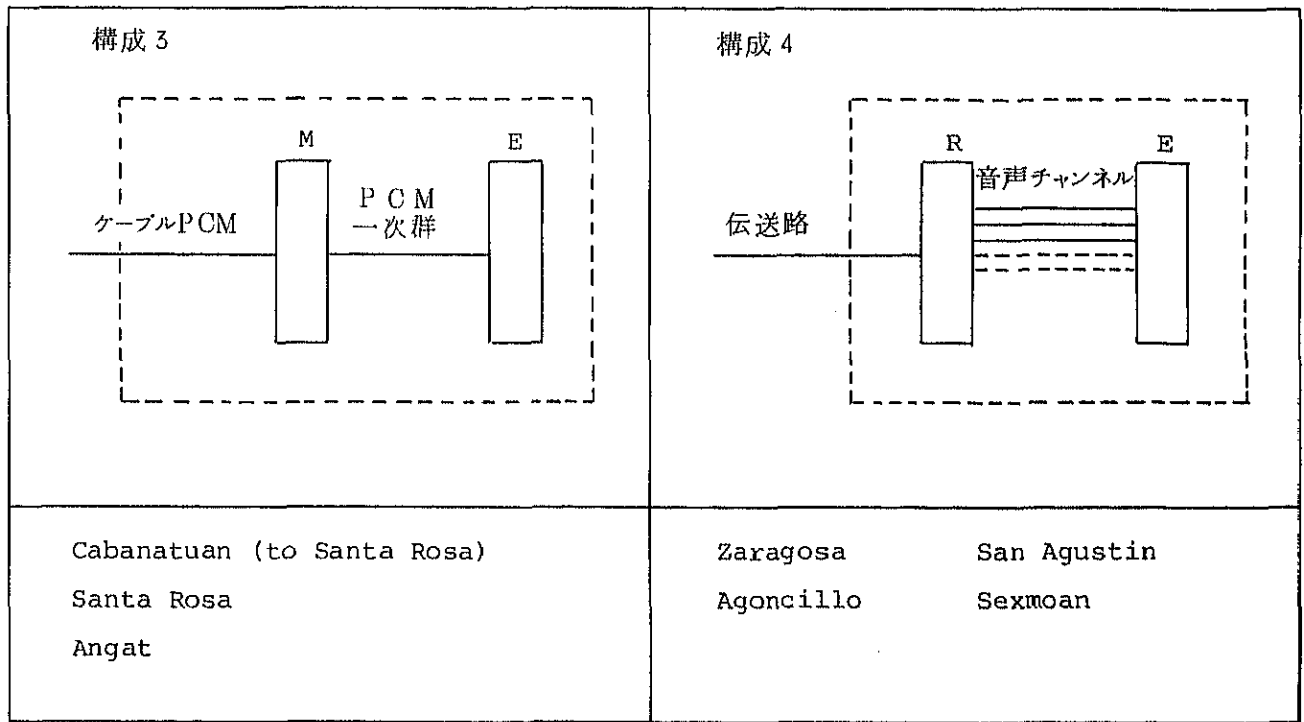 構成 3
M
E
ケーブルPCM
PCM
一次群
Cabanatuan (to Santa Rosa)
Santa Rosa
Angat
構成 4
R
E
音声チャンネル
伝送路
Zaragosa San Agustin
Agoncillo Sexmoan